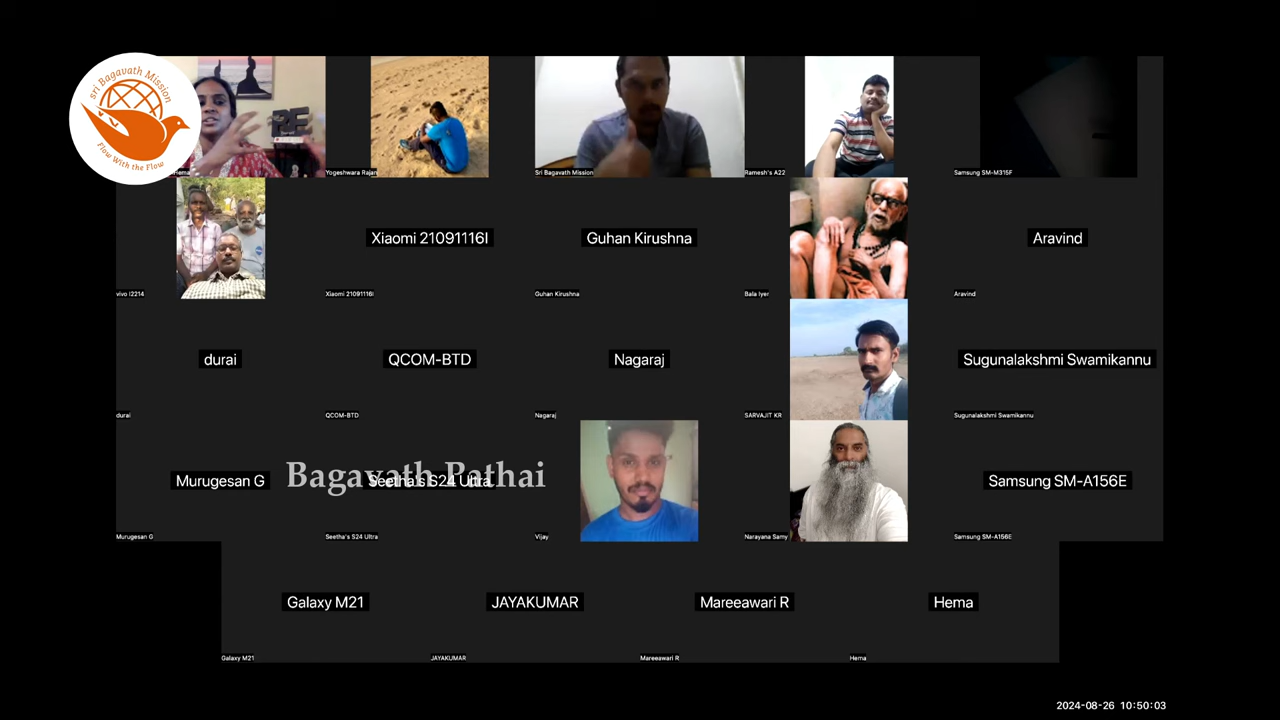 Sri Bagavath Mission
Flow With the Flow
RE
Hema
Yogeshwara Rajan
Sri Bagavath Mission
Ramesh's A22
Samsung SM-M315F
Xiaomi 21091116I
Guhan Kirushna
Aravind
vivo I2214
Xiaomi 21091116I
Guhan Kirushna
Bala Iyer
Aravind
durai
QCOM-BTD
Nagaraj
Sugunalakshmi Swamikannu
durai
QCOM-BTD
Nagaraj
SARVAJIT KR
Sugunalakshmi Swamikannu
Murugesan G
Bagavath Pathai
Seetha's S24 Ultra
Samsung SM-A156E
Murugesan G
Seetha's S24 Ultra
Vijay
Narayana Samy
Samsung SM-A156E
Galaxy M21
JAYAKUMAR
Mareeawari R
Hema
Galaxy M21
JAYAKUMAR
Mareeawari R
Hema
2024-08-26 10:50:03